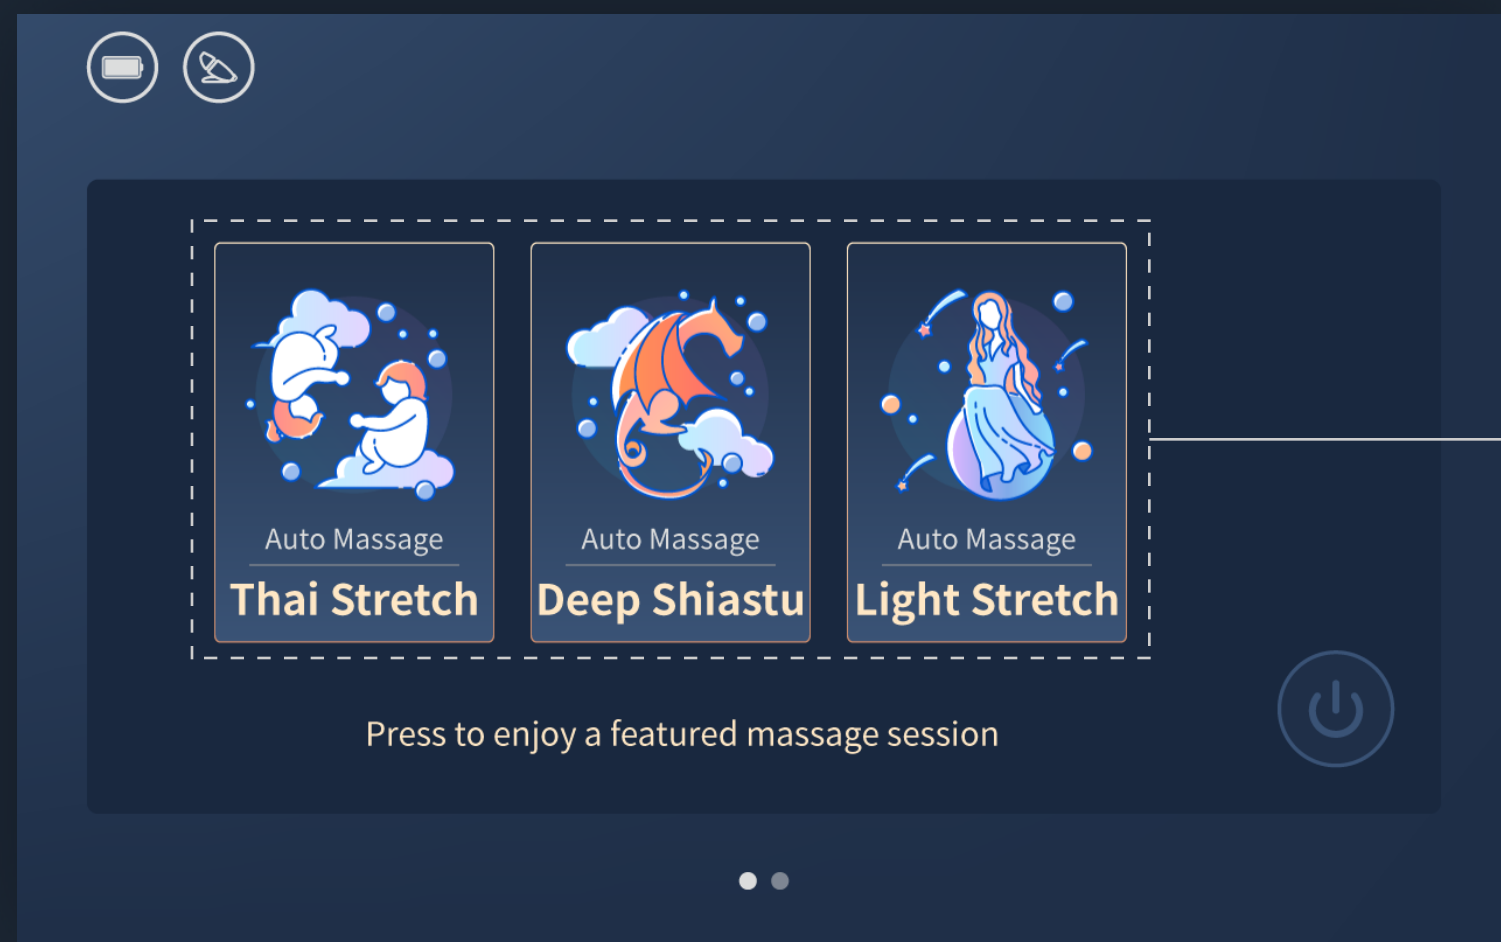 Auto Massage
Thai Stretch
Auto Massage
Deep Shiastu
Auto Massage
Light Stretch
Press to enjoy a featured massage session